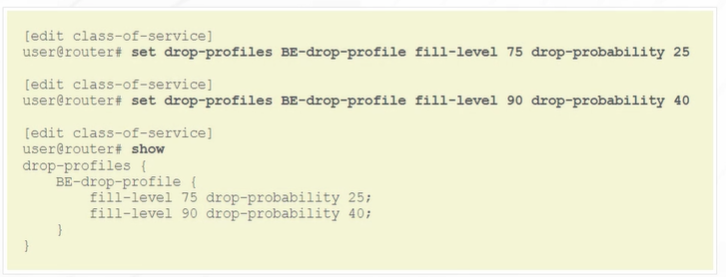 [edit class-of-service]
user@router# set drop-profiles BE-drop-profile fill-level 75 drop-probability 25
[edit class-of-service]
user@router# set drop-profiles BE-drop-profile fill-level 90 drop-probability 40
[edit class-of-service]
user@router# show
drop-profiles {
    BE-drop-profile {
        fill-level 75 drop-probability 25;
        fill-level 90 drop-probability 40;
    }
}